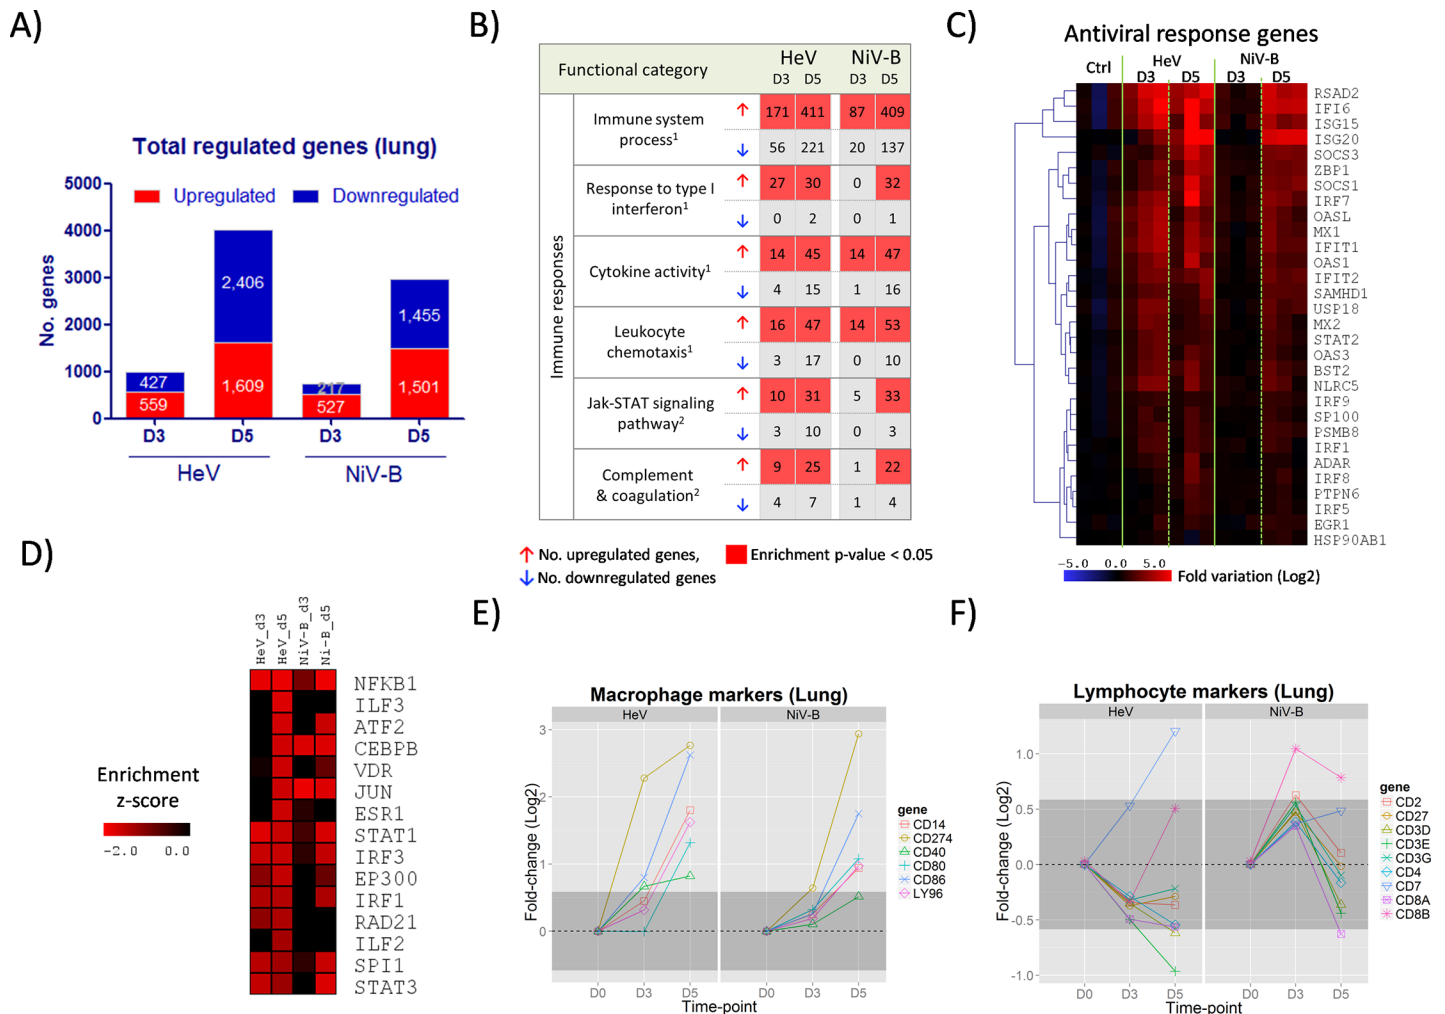 A)
Total regulated genes (lung)
Upregulated Downregulated
No. genes
5000
4000
3000
2000
1000
0
427
559
2,406
1,609
217
527
1,455
1,501
D3 D5 D3 D5
HeV NiV-B
B)
Functional category HeV NiV-B
D3 D5 D3 D5
Immune responses
Immune system process1
↑ 171 411 87 409
↓ 56 221 20 137
Response to type I interferon1
↑ 27 30 0 32
↓ 0 2 0 1
Cytokine activity1
↑ 14 45 14 47
↓ 4 15 1 16
Leukocyte chemotaxis1
↑ 16 47 14 53
↓ 3 17 0 10
Jak-STAT signaling pathway2
↑ 10 31 5 33
↓ 3 10 0 3
Complement & coagulation2
↑ 9 25 1 22
↓ 4 7 1 4
↑ No. upregulated genes, Enrichment p-value < 0.05
↓ No. downregulated genes
C)
Antiviral response genes
Ctrl HeV NiV-B
D3 D5 D3 D5
RSAD2
IFI6
ISG15
ISG20
SOCS3
ZBP1
SOCS1
IRF7
OASL
MX1
IFIT1
OAS1
IFIT2
SAMHD1
USP18
MX2
STAT2
OAS3
BST2
NLRC5
IRF9
SP100
PSMB8
IRF1
ADAR
IRF8
PTPN6
IRF5
EGR1
HSP90AB1
-5.0 0.0 5.0
Fold variation (Log2)
D)
HeV_d3
HeV_d5
NiV-B_d3
Ni-B_d5
NFKB1
ILF3
ATF2
CEBPB
VDR
JUN
ESR1
STAT1
IRF3
EP300
IRF1
RAD21
ILF2
SPI1
STAT3
Enrichment
z-score
-2.0 0.0
E)
Macrophage markers (Lung)
HeV NiV-B
Fold-change (Log2)
3
2
1
0
D0 D3 D5 D0 D3 D5
Time-point
gene
CD14
CD274
CD40
CD80
CD86
LY96
F)
Lymphocyte markers (Lung)
HeV NiV-B
Fold-change (Log2)
1.0
0.5
0.0
-0.5
-1.0
D0 D3 D5 D0 D3 D5
Time-point
gene
CD2
CD27
CD3D
CD3E
CD3G
CD4
CD7
CD8A
CD8B